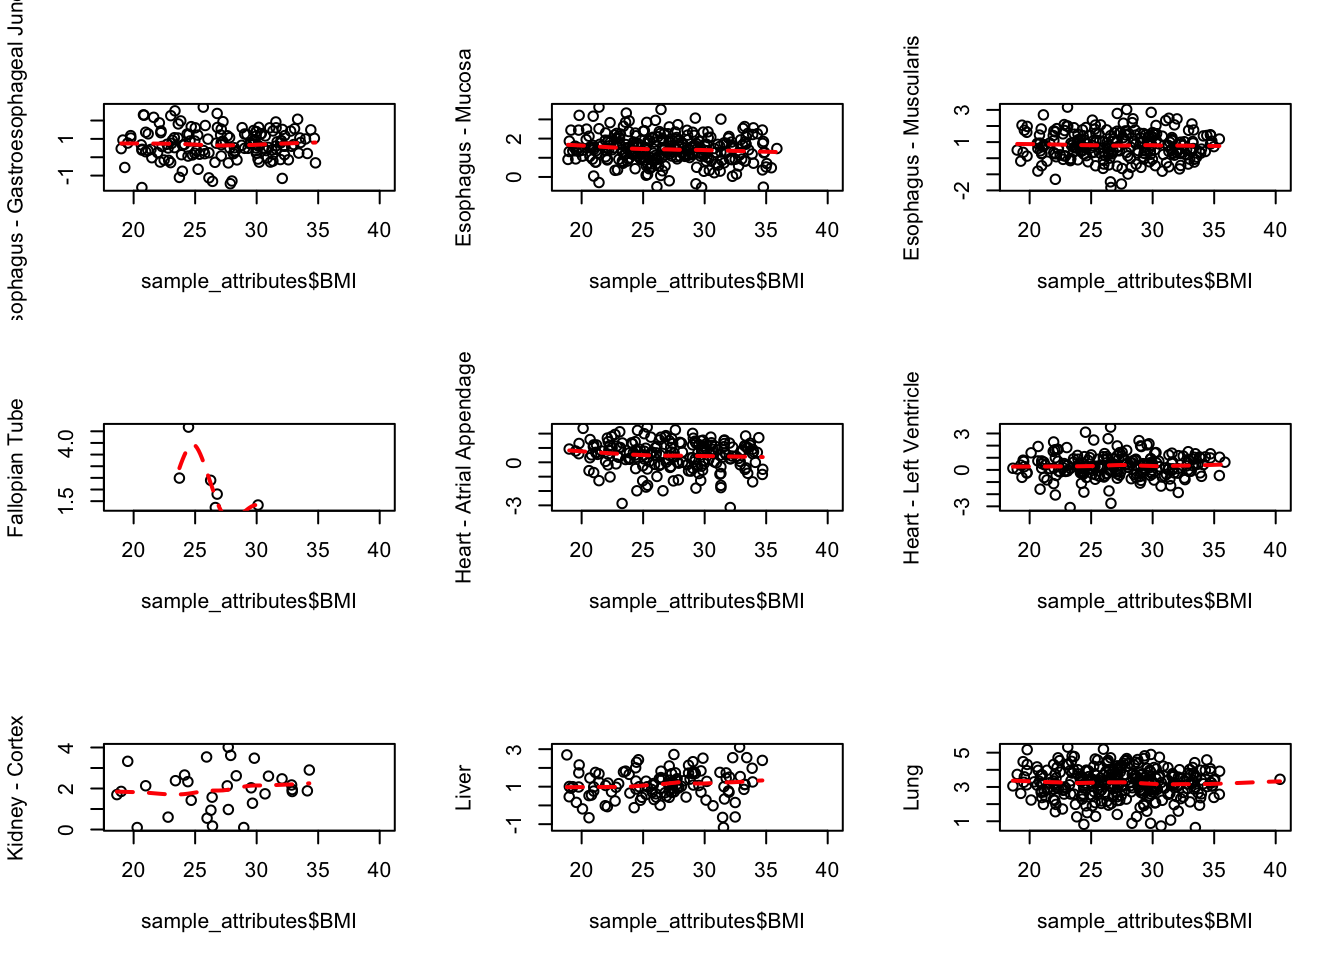 sophagus - Gastroesophageal Junc
1
-1
20 25 30 35 40
sample_attributes$BMI
Esophagus - Mucosa
2
0
20 25 30 35 40
sample_attributes$BMI
Esophagus - Muscularis
3
1
-2
20 25 30 35 40
sample_attributes$BMI
Fallopian Tube
4.0
1.5
20 25 30 35 40
sample_attributes$BMI
Heart - Atrial Appendage
0
-3
20 25 30 35 40
sample_attributes$BMI
Heart - Left Ventricle
3
0
-3
20 25 30 35 40
sample_attributes$BMI
Kidney - Cortex
4
2
0
20 25 30 35 40
sample_attributes$BMI
Liver
3
1
-1
20 25 30 35 40
sample_attributes$BMI
Lung
5
3
1
20 25 30 35 40
sample_attributes$BMI